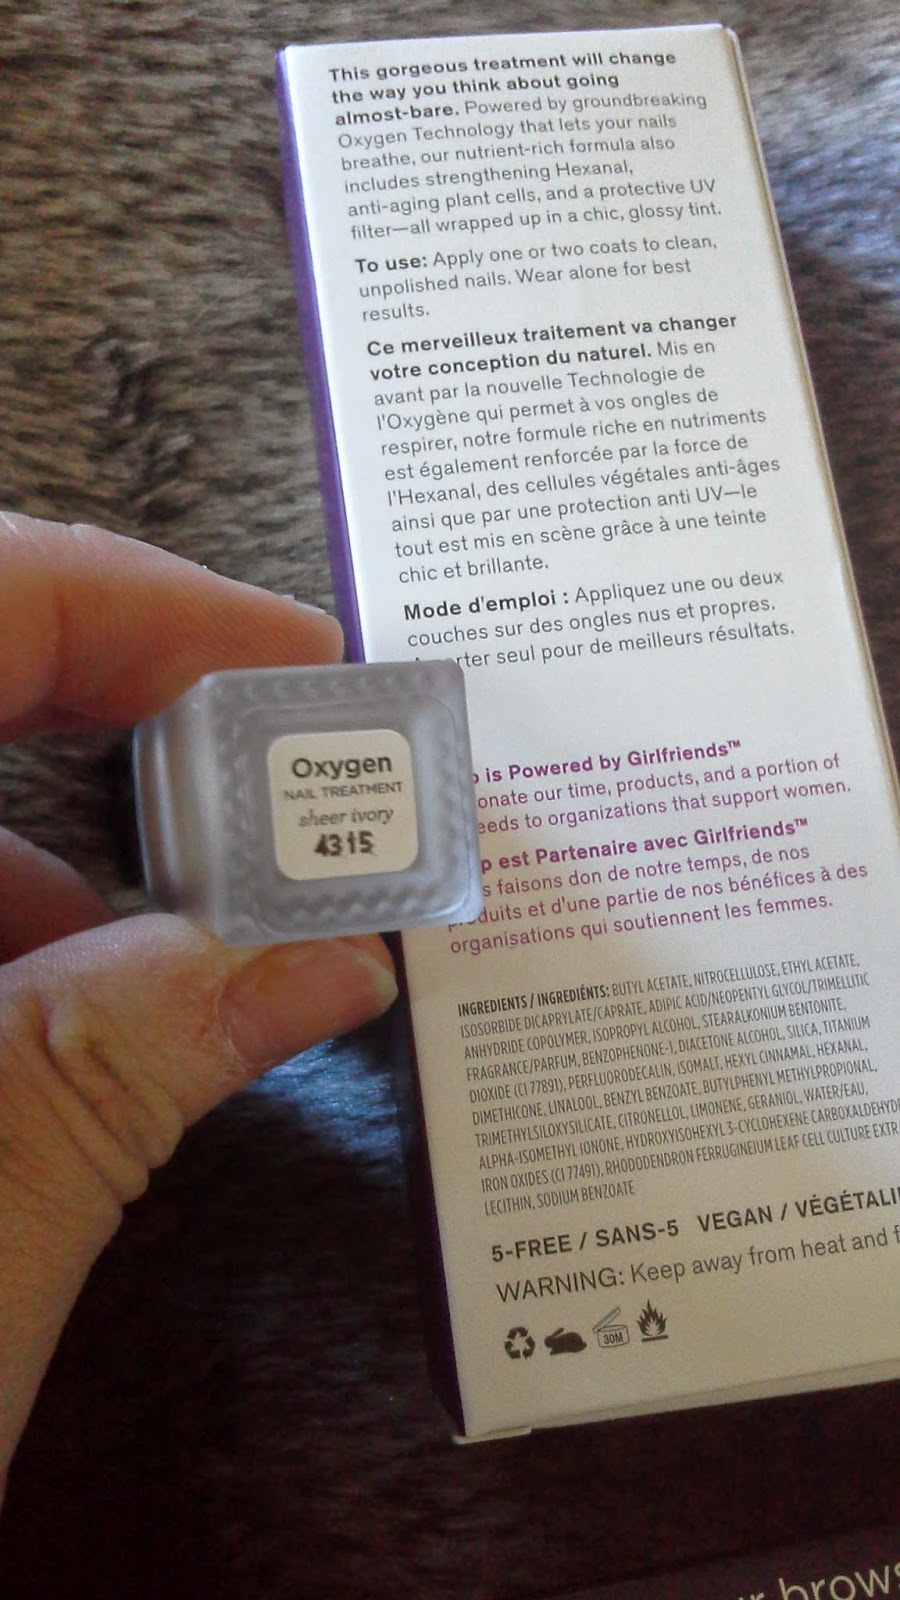 This gorgeous treatment will change
the way you think about going
almost-bare. Powered by groundbreaking
Oxygen Technology that lets your nails
breathe, our nutrient-rich formula also
includes strengthening Hexanal,
anti-aging plant cells, and a protective UV
filter—all wrapped up in a chic, glossy tint.
To use: Apply one or two coats to clean,
unpolished nails. Wear alone for best
results.
Ce merveilleux traitement va changer
votre conception du naturel. Mis en
avant par la nouvelle Technologie de
l'Oxygène qui permet à vos ongles de
respirer, notre formule riche en nutriments
est également renforcée par la force de
l'Hexanal, des cellules végétales anti-âges
ainsi que par une protection anti UV—le
tout est mis en scène grâce à une teinte
chic et brillante.
Mode d'emploi : Appliquez une ou deux
couches sur des ongles nus et propres.
seul pour de meilleurs résultats.
Oxygen
NAIL TREATMENT
sheer ivory
4315
is Powered by Girlfriends™
our time, products, and a portion of
to organizations that support women.
est Partenaire avec Girlfriends™
faisons don de notre temps, de nos
et d'une partie de nos bénéfices à des
organisations qui soutiennent les femmes.
INGREDIENTS / INGREDIÉNTS: BUTYL ACETATE, NITROCELLULOSE, ETHYL ACETATE,
ISOSORBIDE DICAPRYLATE/CAPRATE, ADIPIC ACID/NEOPENTYL GLYCOL/TRIMELLITIC
ANHYDRIDE COPOLYMER, ISOPROPYL ALCOHOL, STEARALKONIUM BENTONITE,
FRAGRANCE/PARFUM, BENZOPHENONE-1, DIACETONE ALCOHOL, SILICA, TITANIUM
DIOXIDE (CI 77891), PERFLUORODECALIN, ISOMALT, HEXYL CINNAMAL, HEXANAL,
DIMETHICONE, LINALOOL, BENZYL BENZOATE, BUTYLPHENYL METHYLPROPIONAL,
TRIMETHYLSILOXYSILICATE, CITRONELLOL, LIMONENE, GERANIOL, WATER/EAU,
ALPHA-ISOMETHYL IONONE, HYDROXYISOHEXYL 3-CYCLOHEXENE CARBOXALDEHYD
IRON OXIDES (CI 77491), RHODODENDRON FERRUGINEIUM LEAF CELL CULTURE EXTR
LECITHIN, SODIUM BENZOATE
5-FREE / SANS-5 VEGAN / VÉGÉTALI
WARNING: Keep away from heat and f
30M
brows